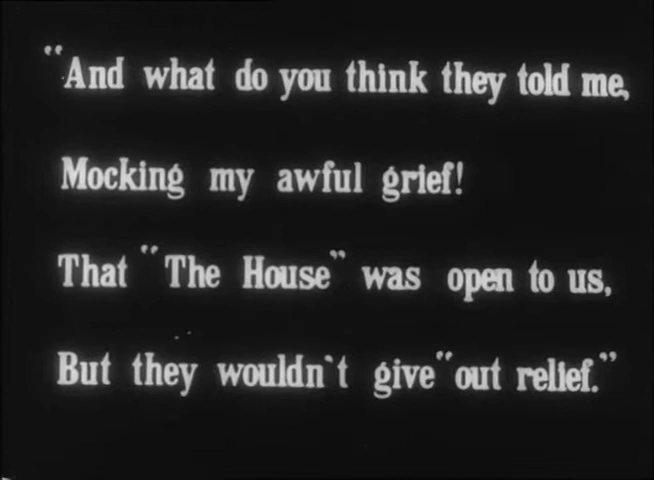 "And what do you think they told me,
Mocking my awful grief!
That "The House" was open to us,
But they wouldn't give "out relief."